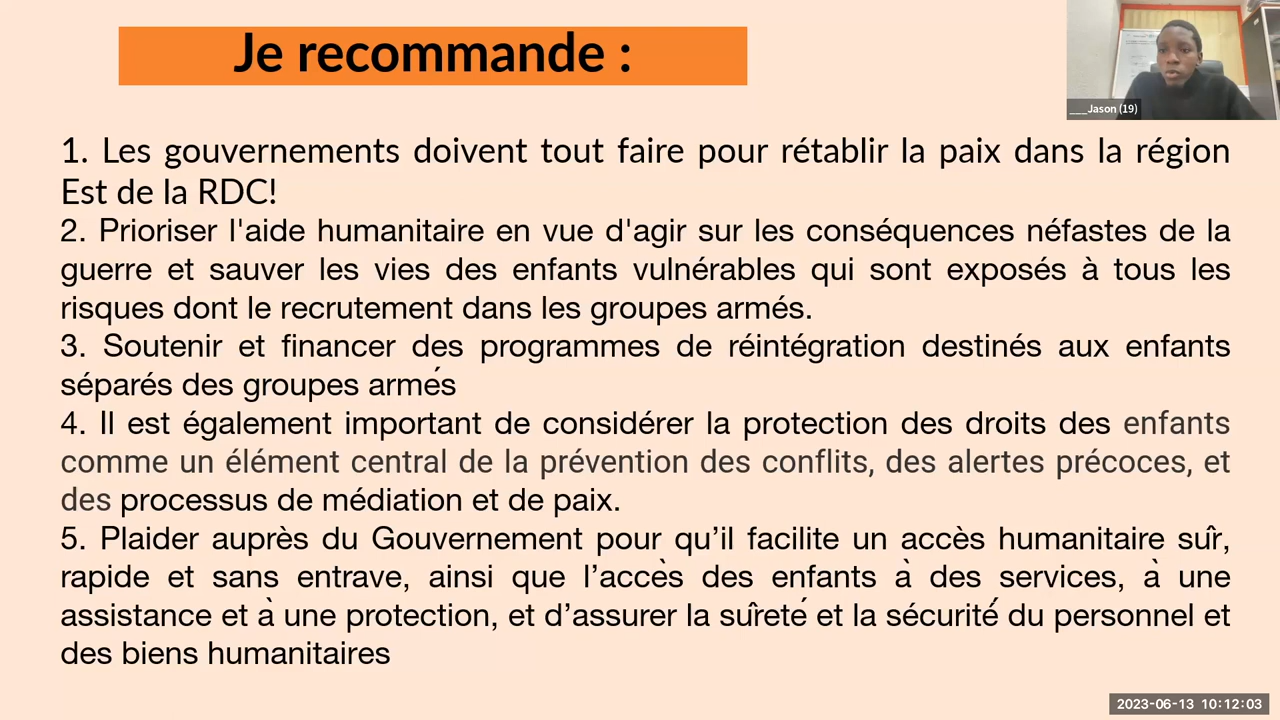 Je recommande :
___Jason (19)
1. Les gouvernements doivent tout faire pour rétablir la paix dans la région
Est de la RDC!
2. Prioriser l'aide humanitaire en vue d'agir sur les conséquences néfastes de la
guerre et sauver les vies des enfants vulnérables qui sont exposés à tous les
risques dont le recrutement dans les groupes armés.
3. Soutenir et financer des programmes de réintégration destinés aux enfants
séparés des groupes armés
4. Il est également important de considérer la protection des droits des enfants
comme un élément central de la prévention des conflits, des alertes précoces, et
des processus de médiation et de paix.
5. Plaider auprès du Gouvernement pour qu’il facilite un accès humanitaire sûr,
rapide et sans entrave, ainsi que l’accès des enfants à des services, à une
assistance et à une protection, et d’assurer la sûreté et la sécurité du personnel et
des biens humanitaires
2023-06-13 10:12:03